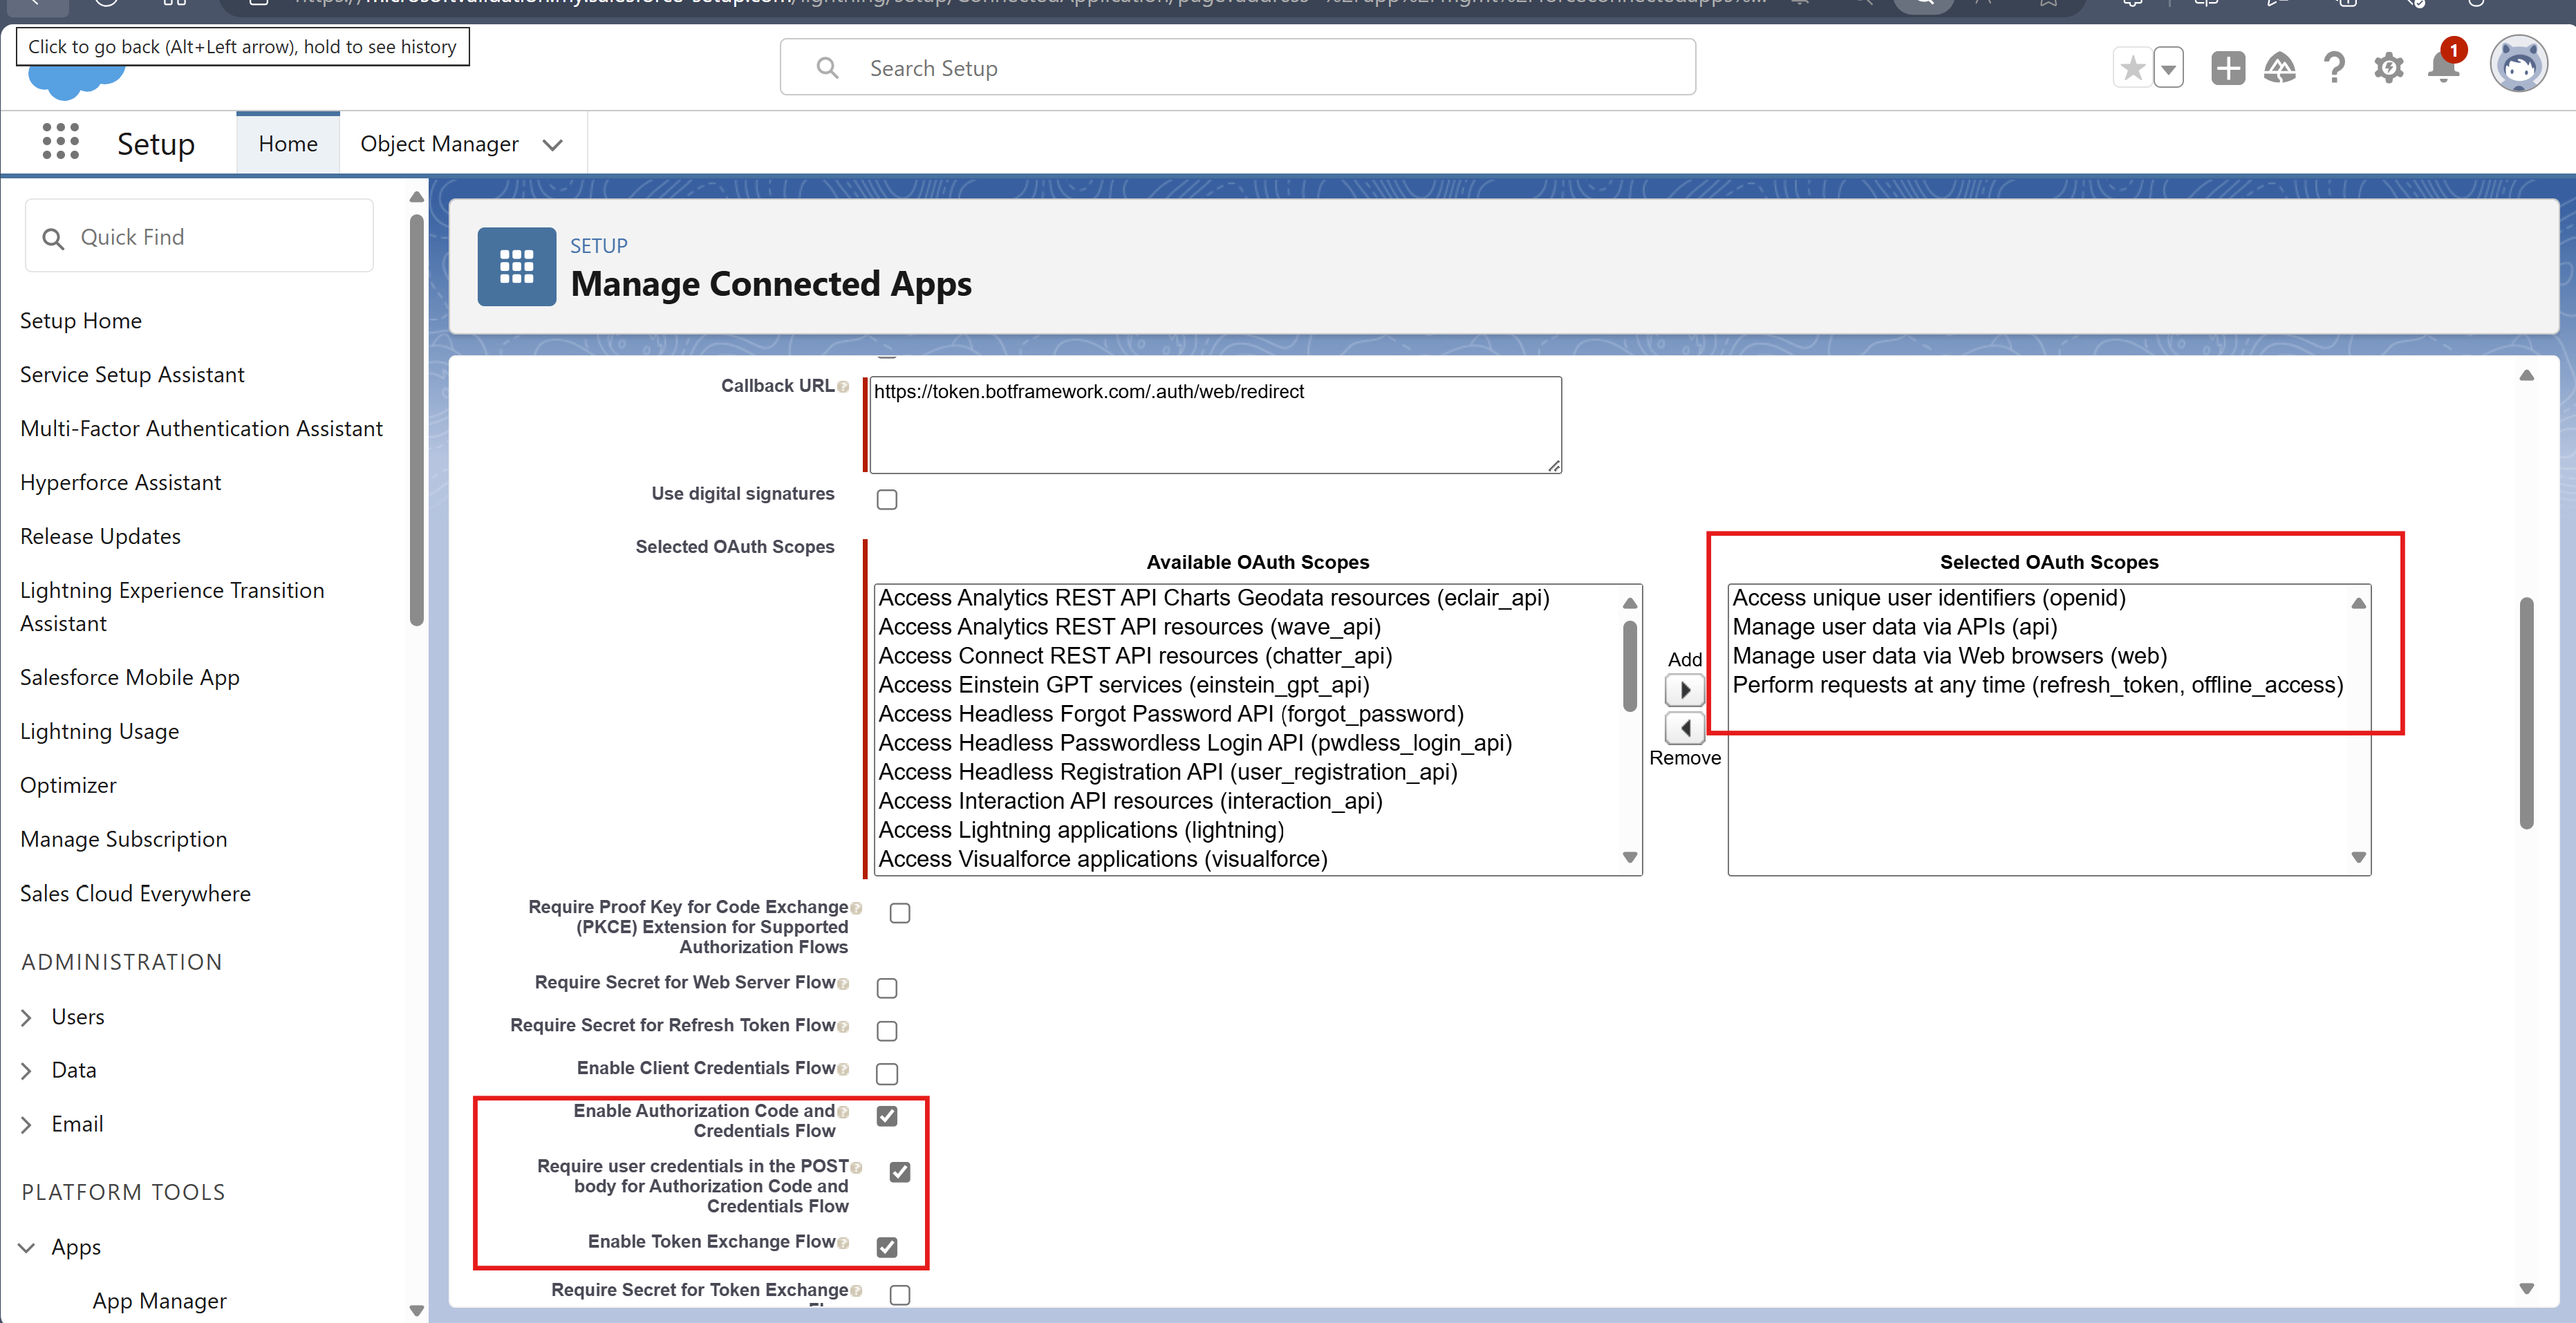 Click to go back (Alt+Left arrow), hold to see history
Search Setup
1
Setup
Home
Object Manager
Quick Find
Setup Home
Service Setup Assistant
Multi-Factor Authentication Assistant
Hyperforce Assistant
Release Updates
Lightning Experience Transition
Assistant
Salesforce Mobile App
Lightning Usage
Optimizer
Manage Subscription
Sales Cloud Everywhere
ADMINISTRATION
Users
Data
Email
PLATFORM TOOLS
Apps
App Manager
SETUP
Manage Connected Apps
Callback URL
https://token.botframework.com/.auth/web/redirect
Use digital signatures
Selected OAuth Scopes
Available OAuth Scopes
Access Analytics REST API Charts Geodata resources (eclair_api)
Access Analytics REST API resources (wave_api)
Access Connect REST API resources (chatter_api)
Access Einstein GPT services (einstein_gpt_api)
Access Headless Forgot Password API (forgot_password)
Access Headless Passwordless Login API (pwdless_login_api)
Access Headless Registration API (user_registration_api)
Access Interaction API resources (interaction_api)
Access Lightning applications (lightning)
Access Visualforce applications (visualforce)
Add
Remove
Selected OAuth Scopes
Access unique user identifiers (openid)
Manage user data via APIs (api)
Manage user data via Web browsers (web)
Perform requests at any time (refresh_token, offline_access)
Require Proof Key for Code Exchange
(PKCE) Extension for Supported
Authorization Flows
Require Secret for Web Server Flow
Require Secret for Refresh Token Flow
Enable Client Credentials Flow
Enable Authorization Code and
Credentials Flow
Require user credentials in the POST
body for Authorization Code and
Credentials Flow
Enable Token Exchange Flow
Require Secret for Token Exchange